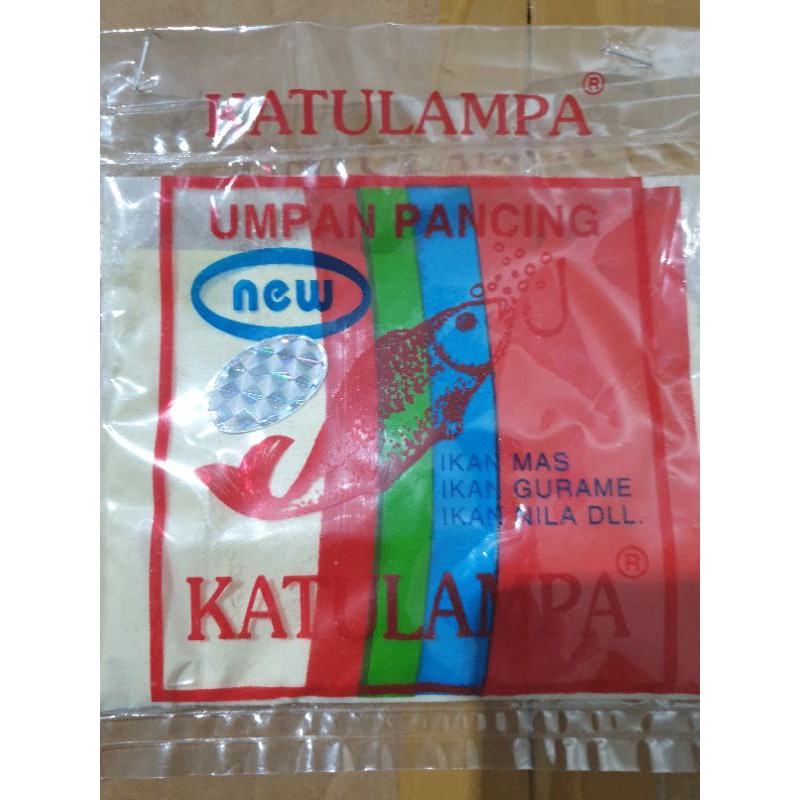 KATULAMPA®
UMPAN PANCING
new
IKAN MAS
IKAN GURAME
IKAN NILA DLL.
KATULAMPA®